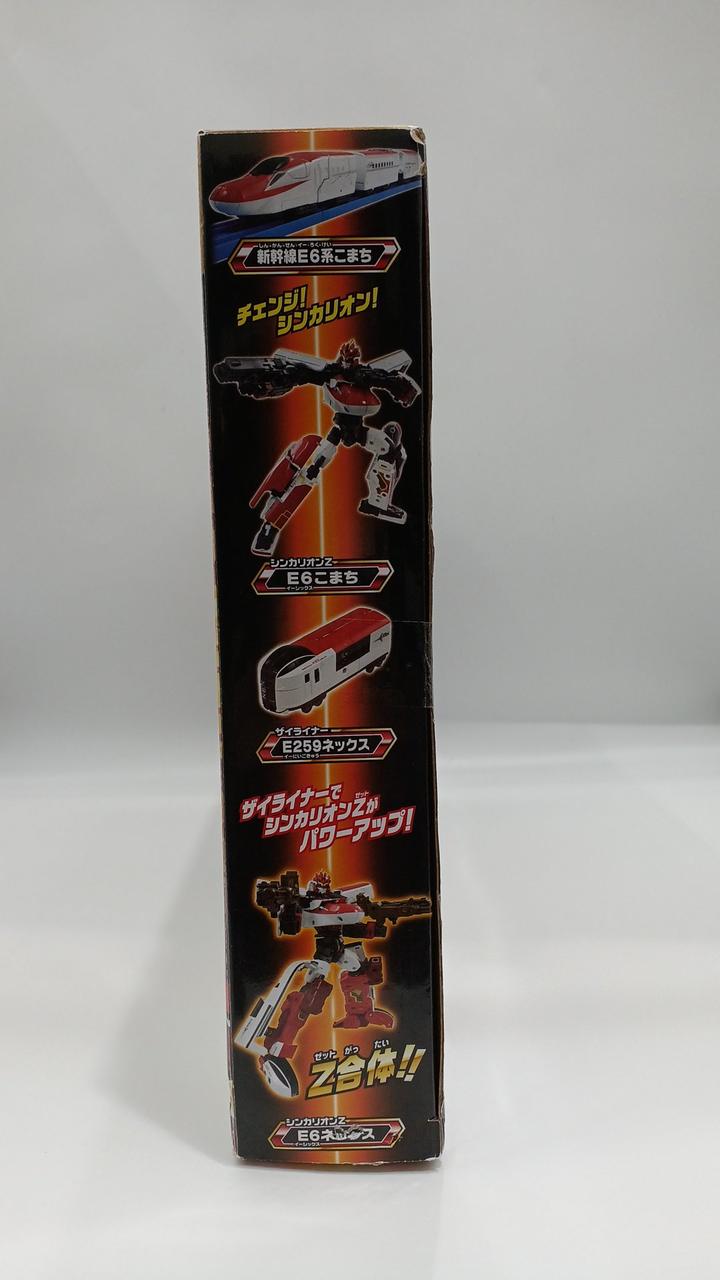 しん・かん・せん・イー・ろく・けい
新幹線E6系こまち
チェンジ!
シンカリオン!
シンカリオンZ
E6こまち
イーシックス
ザイライナー
E259ネックス
イーにいごきゅう
ザイライナーで
ゼット
シンカリオンZが
パワーアップ!
ゼット がっ たい
Z合体!!
シンカリオンZ
E6ネックス
イーシックス